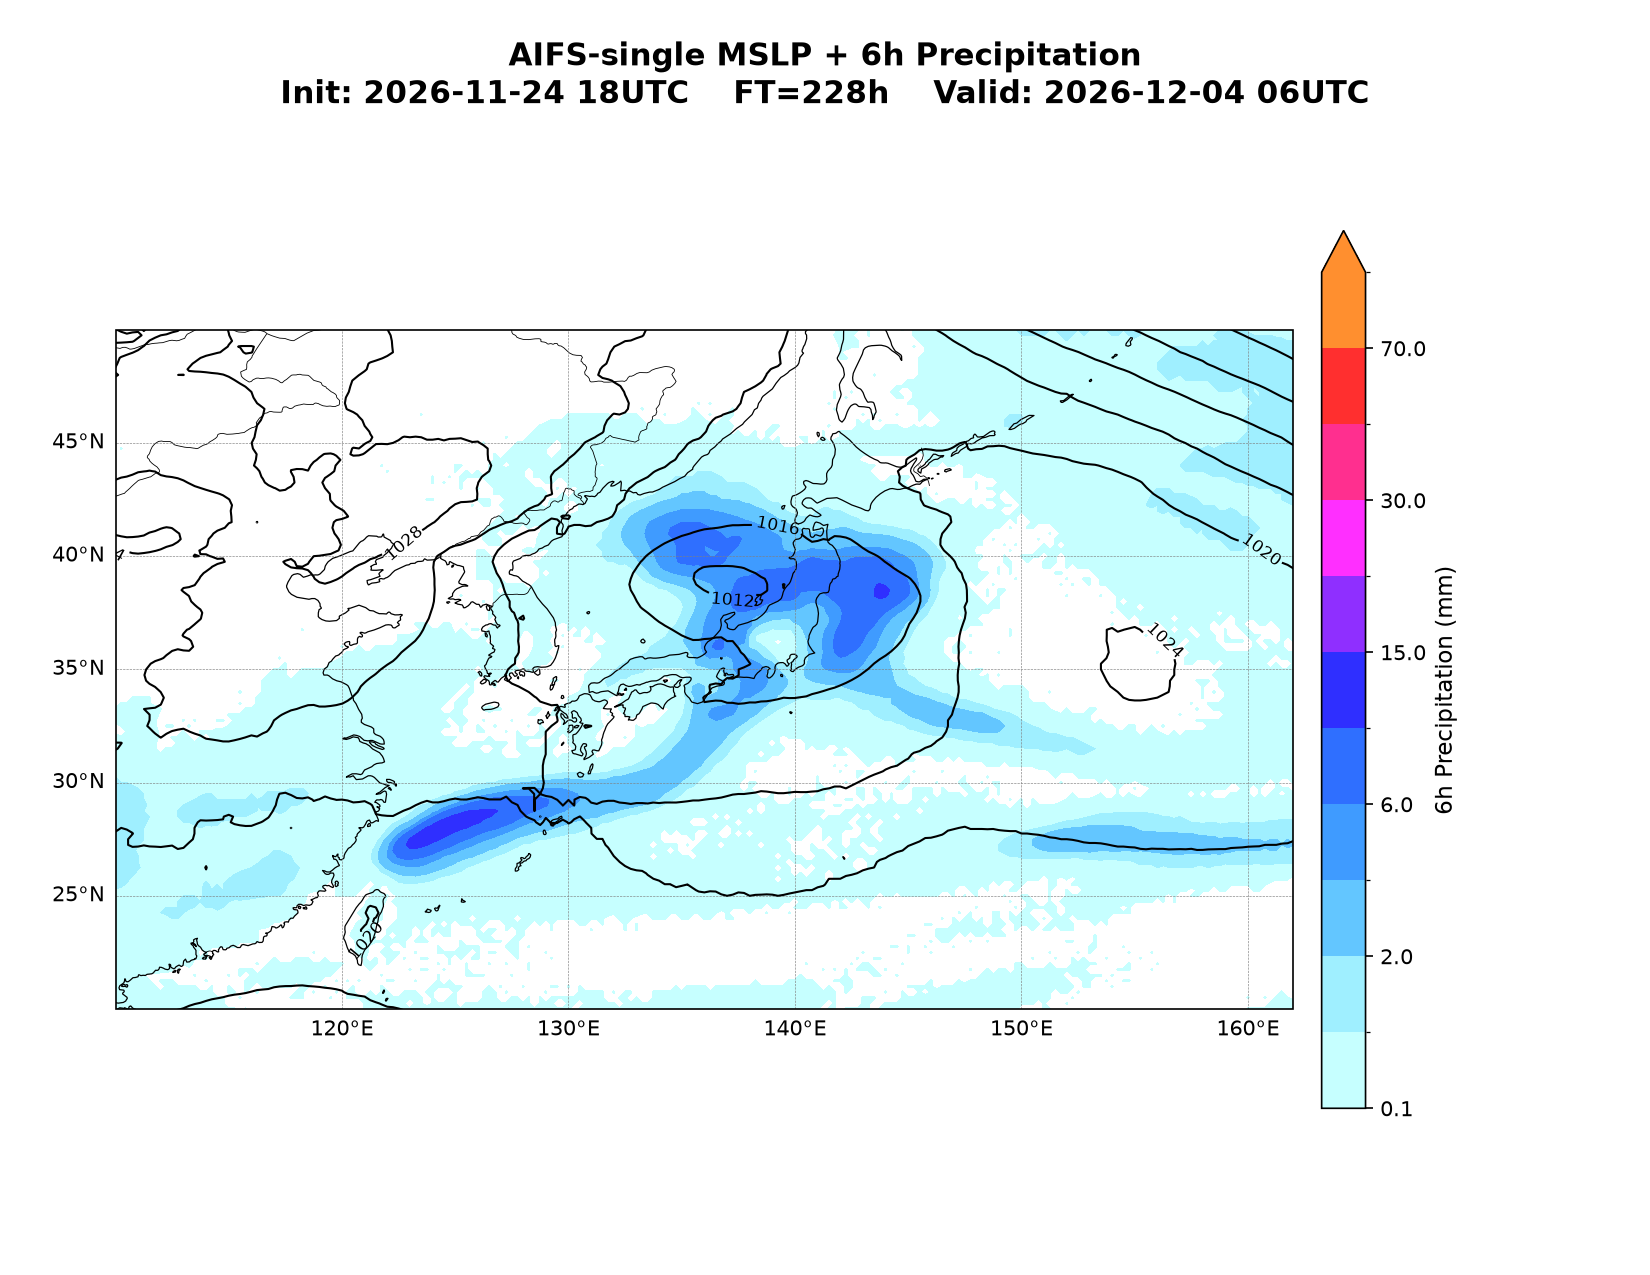 AIFS-single MSLP + 6h Precipitation
Init: 2026-11-24 18UTC    FT=228h    Valid: 2026-12-04 06UTC
45°N
40°N
35°N
30°N
25°N
120°E
130°E
140°E
150°E
160°E
1028
1016
1012
1020
1024
1020
4
70.0
30.0
15.0
6.0
2.0
0.1
6h Precipitation (mm)